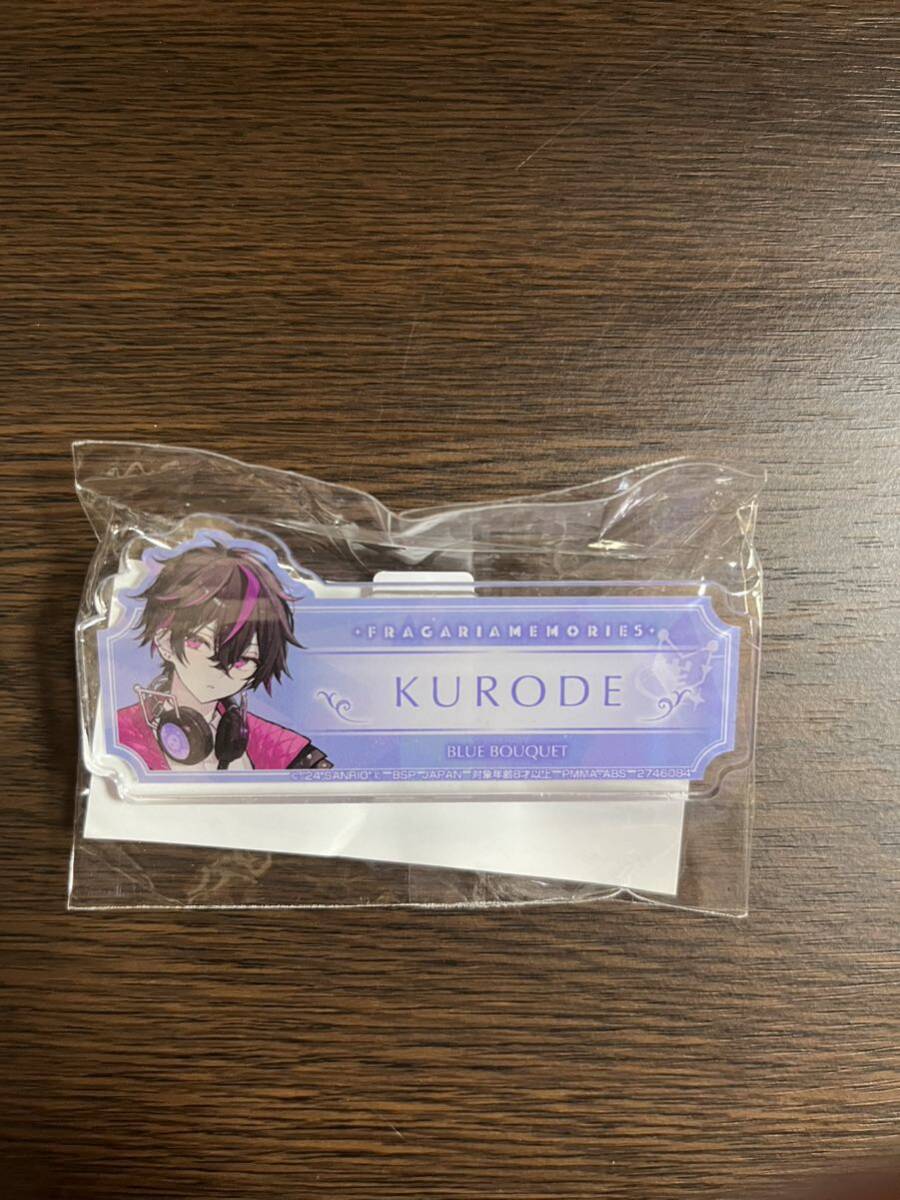 ・FRAGARIAMEMORIES・
KURODE
BLUE BOUQUET
© '24 SANRIO © BSP JAPAN 対象年齢8才以上 PMMA・ABS 2746084